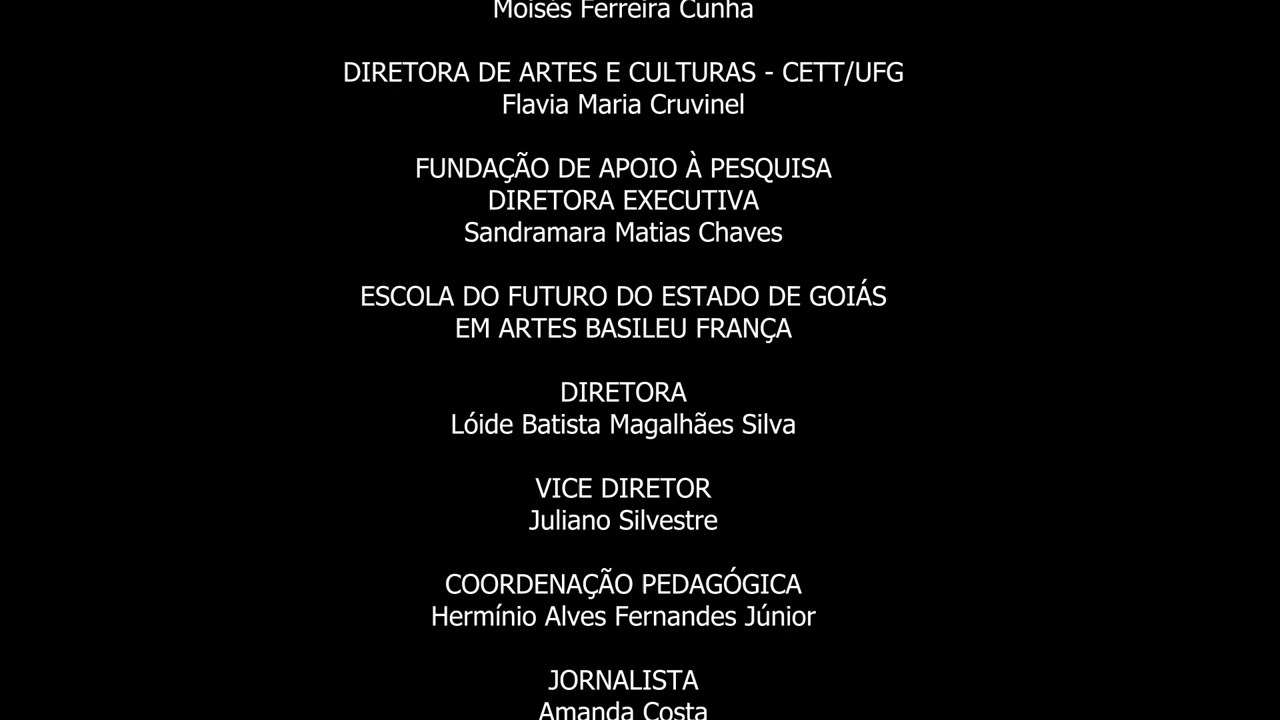 Moisés Ferreira Cunha
DIRETORA DE ARTES E CULTURAS - CETT/UFG
Flavia Maria Cruvinel
FUNDAÇÃO DE APOIO À PESQUISA
DIRETORA EXECUTIVA
Sandramara Matias Chaves
ESCOLA DO FUTURO DO ESTADO DE GOIÁS
EM ARTES BASILEU FRANÇA
DIRETORA
Lóide Batista Magalhães Silva
VICE DIRETOR
Juliano Silvestre
COORDENAÇÃO PEDAGÓGICA
Hermínio Alves Fernandes Júnior
JORNALISTA
Amanda Costa